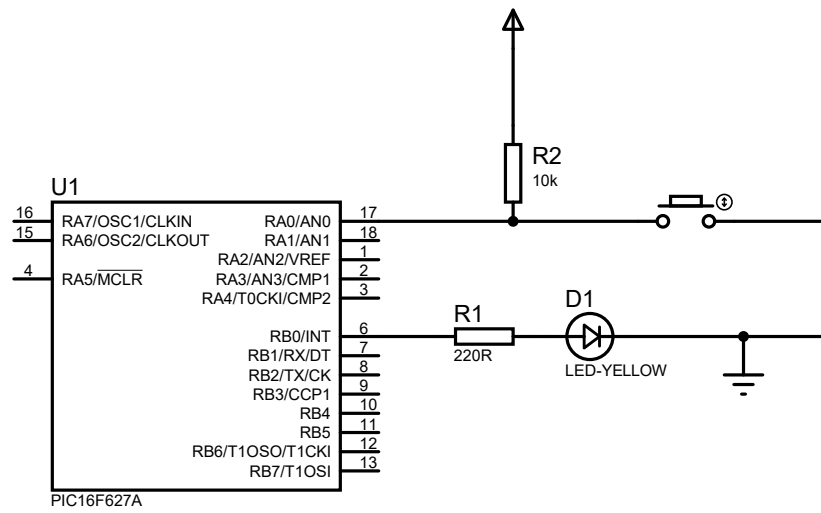 R2
10k
U1
16 RA7/OSC1/CLKIN RA0/AN0 17
15 RA6/OSC2/CLKOUT RA1/AN1 18
RA2/AN2/VREF 1
4 RA5/MCLR RA3/AN3/CMP1 2
RA4/T0CKI/CMP2 3
RB0/INT 6
RB1/RX/DT 7
RB2/TX/CK 8
RB3/CCP1 9
RB4 10
RB5 11
RB6/T1OSO/T1CKI 12
RB7/T1OSI 13
PIC16F627A
R1
220R
D1
LED-YELLOW